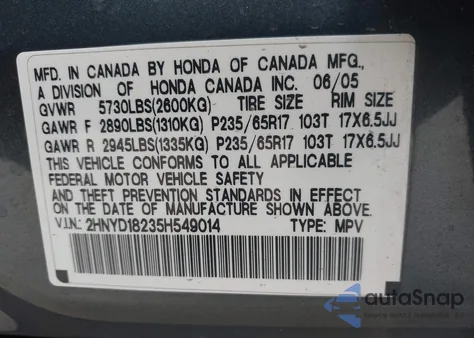 MFD. IN CANADA BY HONDA OF CANADA MFG.,
A DIVISION OF HONDA CANADA INC. 06/05
GVWR 5730LBS(2600KG) TIRE SIZE RIM SIZE
GAWR F 2890LBS(1310KG) P235/65R17 103T 17X6.5JJ
GAWR R 2945LBS(1335KG) P235/65R17 103T 17X6.5JJ
THIS VEHICLE CONFORMS TO ALL APPLICABLE
FEDERAL MOTOR VEHICLE SAFETY
AND THEFT PREVENTION STANDARDS IN EFFECT ON
THE DATE OF MANUFACTURE SHOWN ABOVE.
V.I.N.: 2HNYD18235H549014 TYPE: MPV
autoSnap